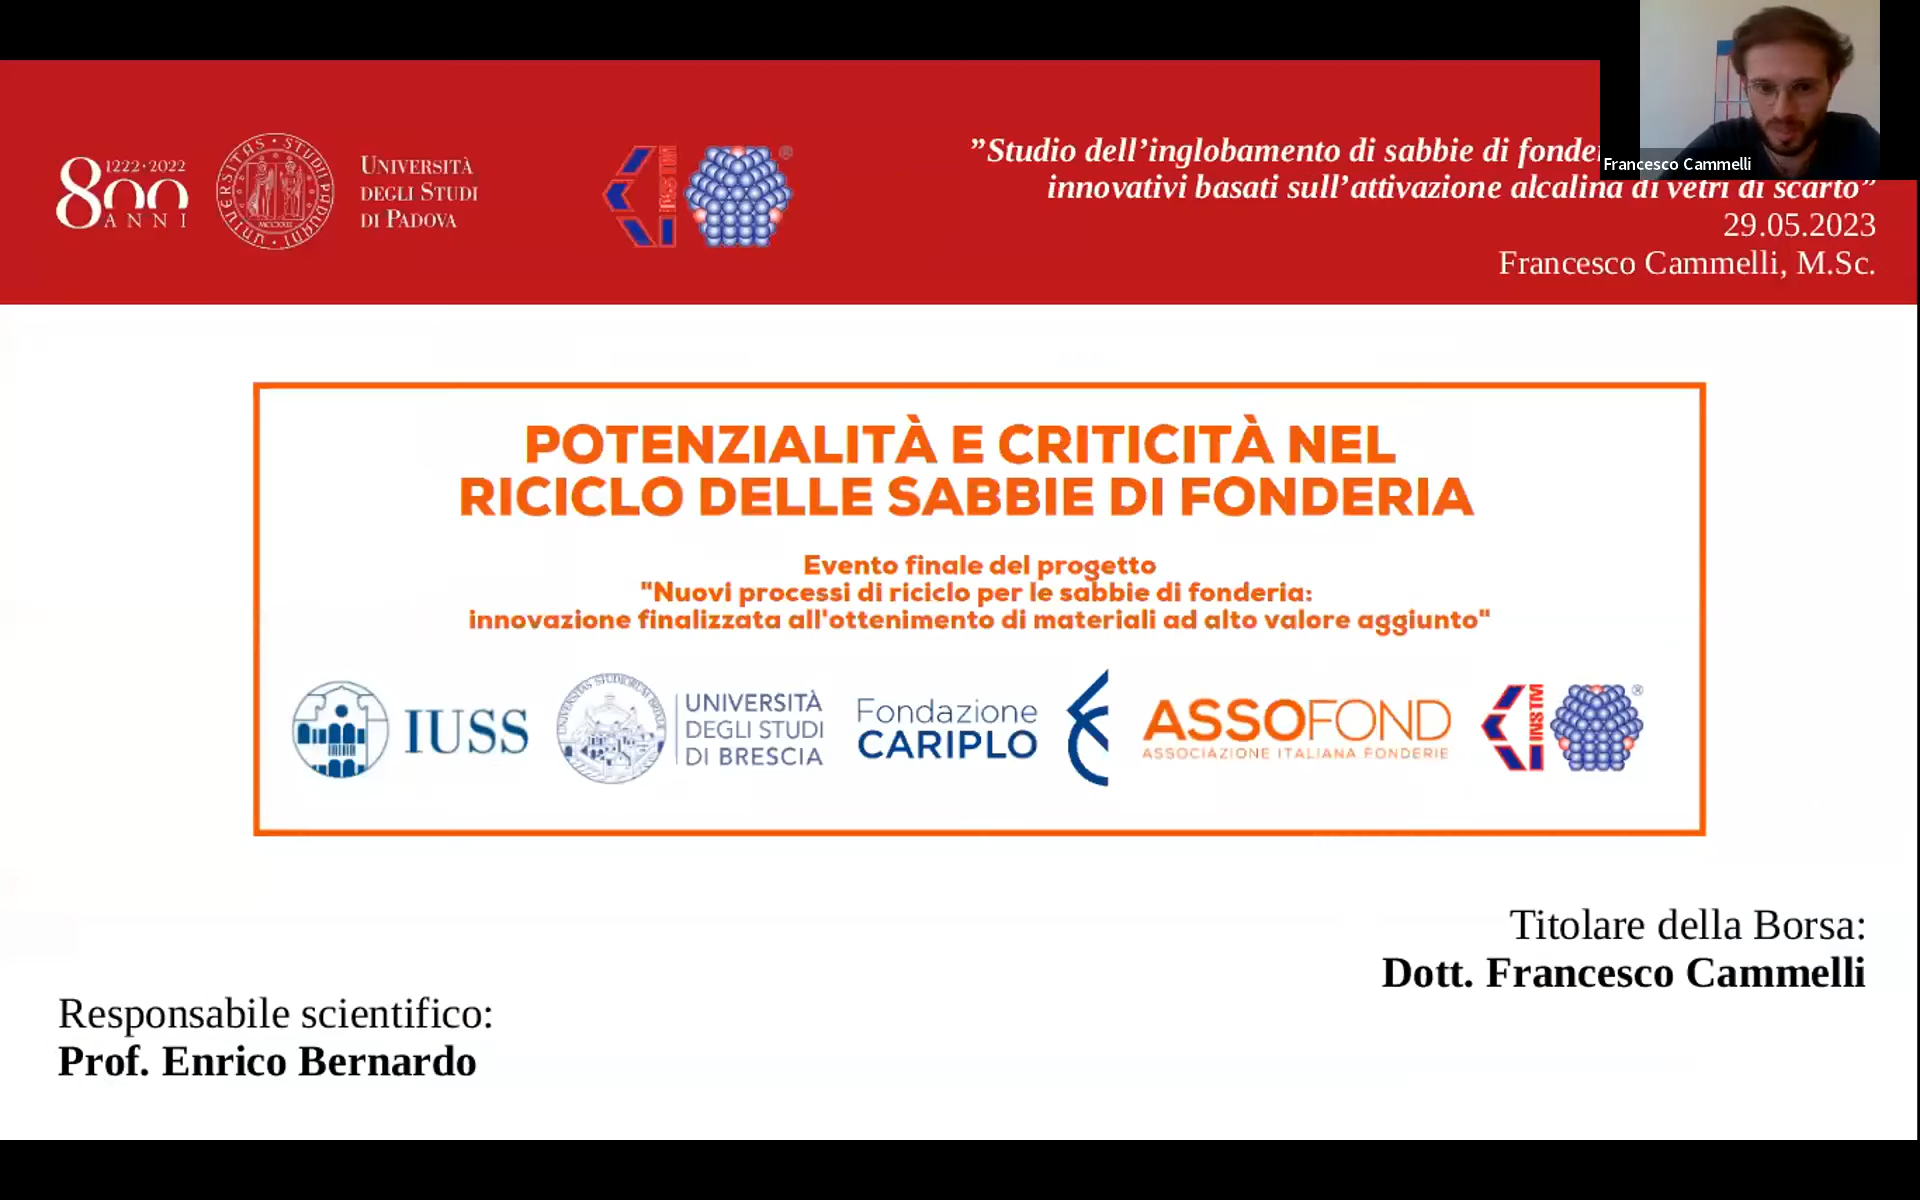 1222·2022
800
ANNI
UNIVERSITÀ
DEGLI STUDI
DI PADOVA
INSTM
®
”Studio dell’inglobamento di sabbie di
innovativi basati sull’attivazione alcalina di vetri di scarto”
29.05.2023
Francesco Cammelli, M.Sc.
Francesco Cammelli
POTENZIALITÀ E CRITICITÀ NEL
RICICLO DELLE SABBIE DI FONDERIA
Evento finale del progetto
"Nuovi processi di riciclo per le sabbie di fonderia:
innovazione finalizzata all'ottenimento di materiali ad alto valore aggiunto"
IUSS
UNIVERSITÀ
DEGLI STUDI
DI BRESCIA
Fondazione
CARIPLO
ASSOFOND
ASSOCIAZIONE ITALIANA FONDERIE
INSTM
®
Titolare della Borsa:
Dott. Francesco Cammelli
Responsabile scientifico:
Prof. Enrico Bernardo